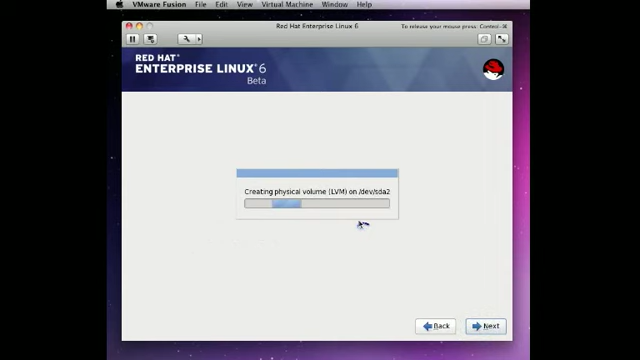 VMware Fusion File Edit View Virtual Machine Window Help
Red Hat Enterprise Linux 6
To release your mouse press: Control-⌘
RED HAT
ENTERPRISE LINUX 6
Beta
Creating physical volume (LVM) on /dev/sda2
Back Next